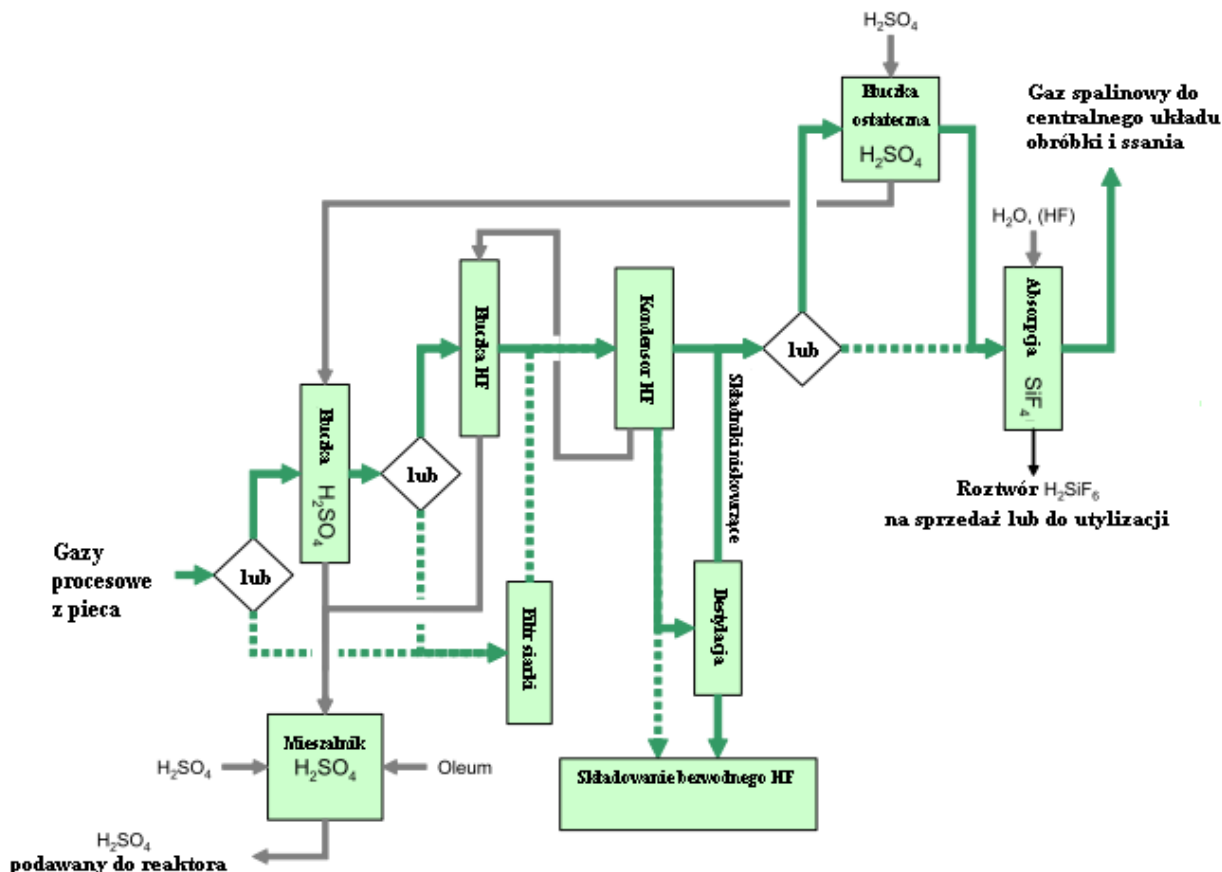 H₂SO₄
Płuczka
ostateczna
H₂SO₄
Gaz spalinowy do
centralnego układu
obróbki i ssania
H₂O, (HF)
Absorpcja
SiF₄
Płuczka HF
Kondensor HF
lub
Składniki niskowrzące
Płuczka
H₂SO₄
lub
Roztwór H₂SiF₆
na sprzedaż lub do utylizacji
Gazy
procesowe
z pieca
lub
Filtr siarki
Destylacja
Mieszalnik
H₂SO₄
H₂SO₄
Oleum
Składowanie bezwodnego HF
H₂SO₄
podawany do reaktora